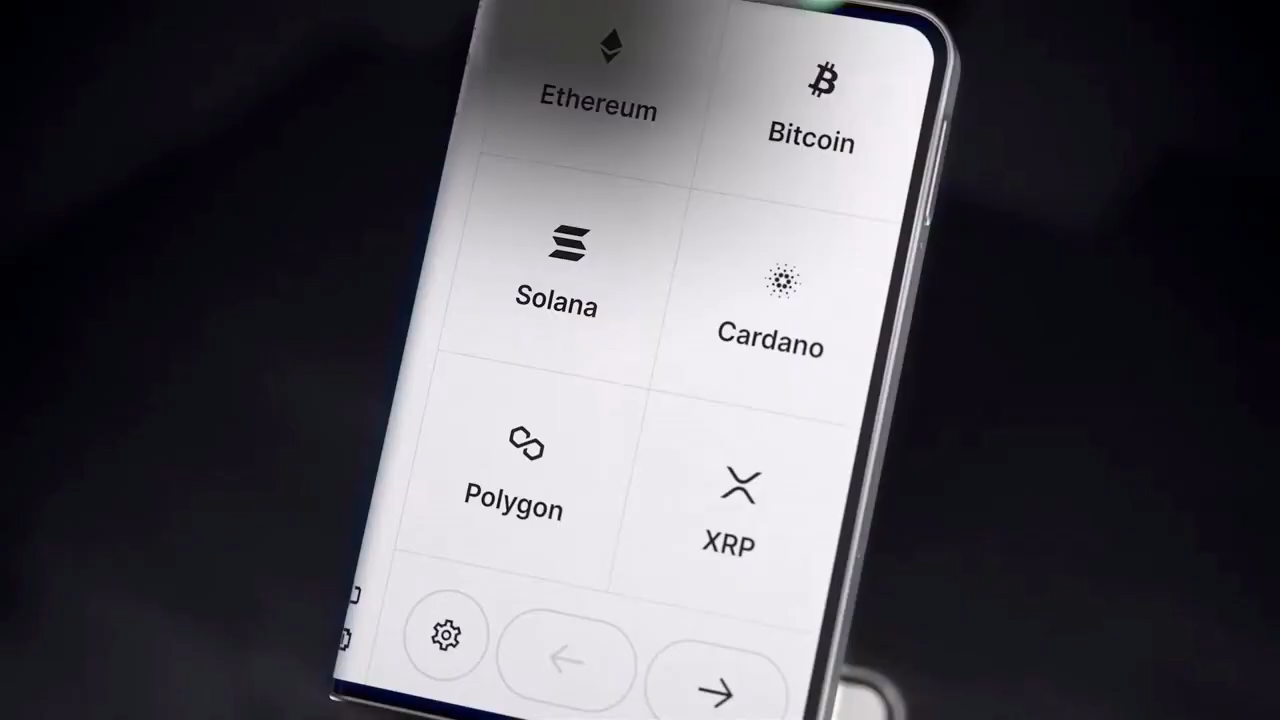 Ethereum
Bitcoin
Solana
Cardano
Polygon
XRP